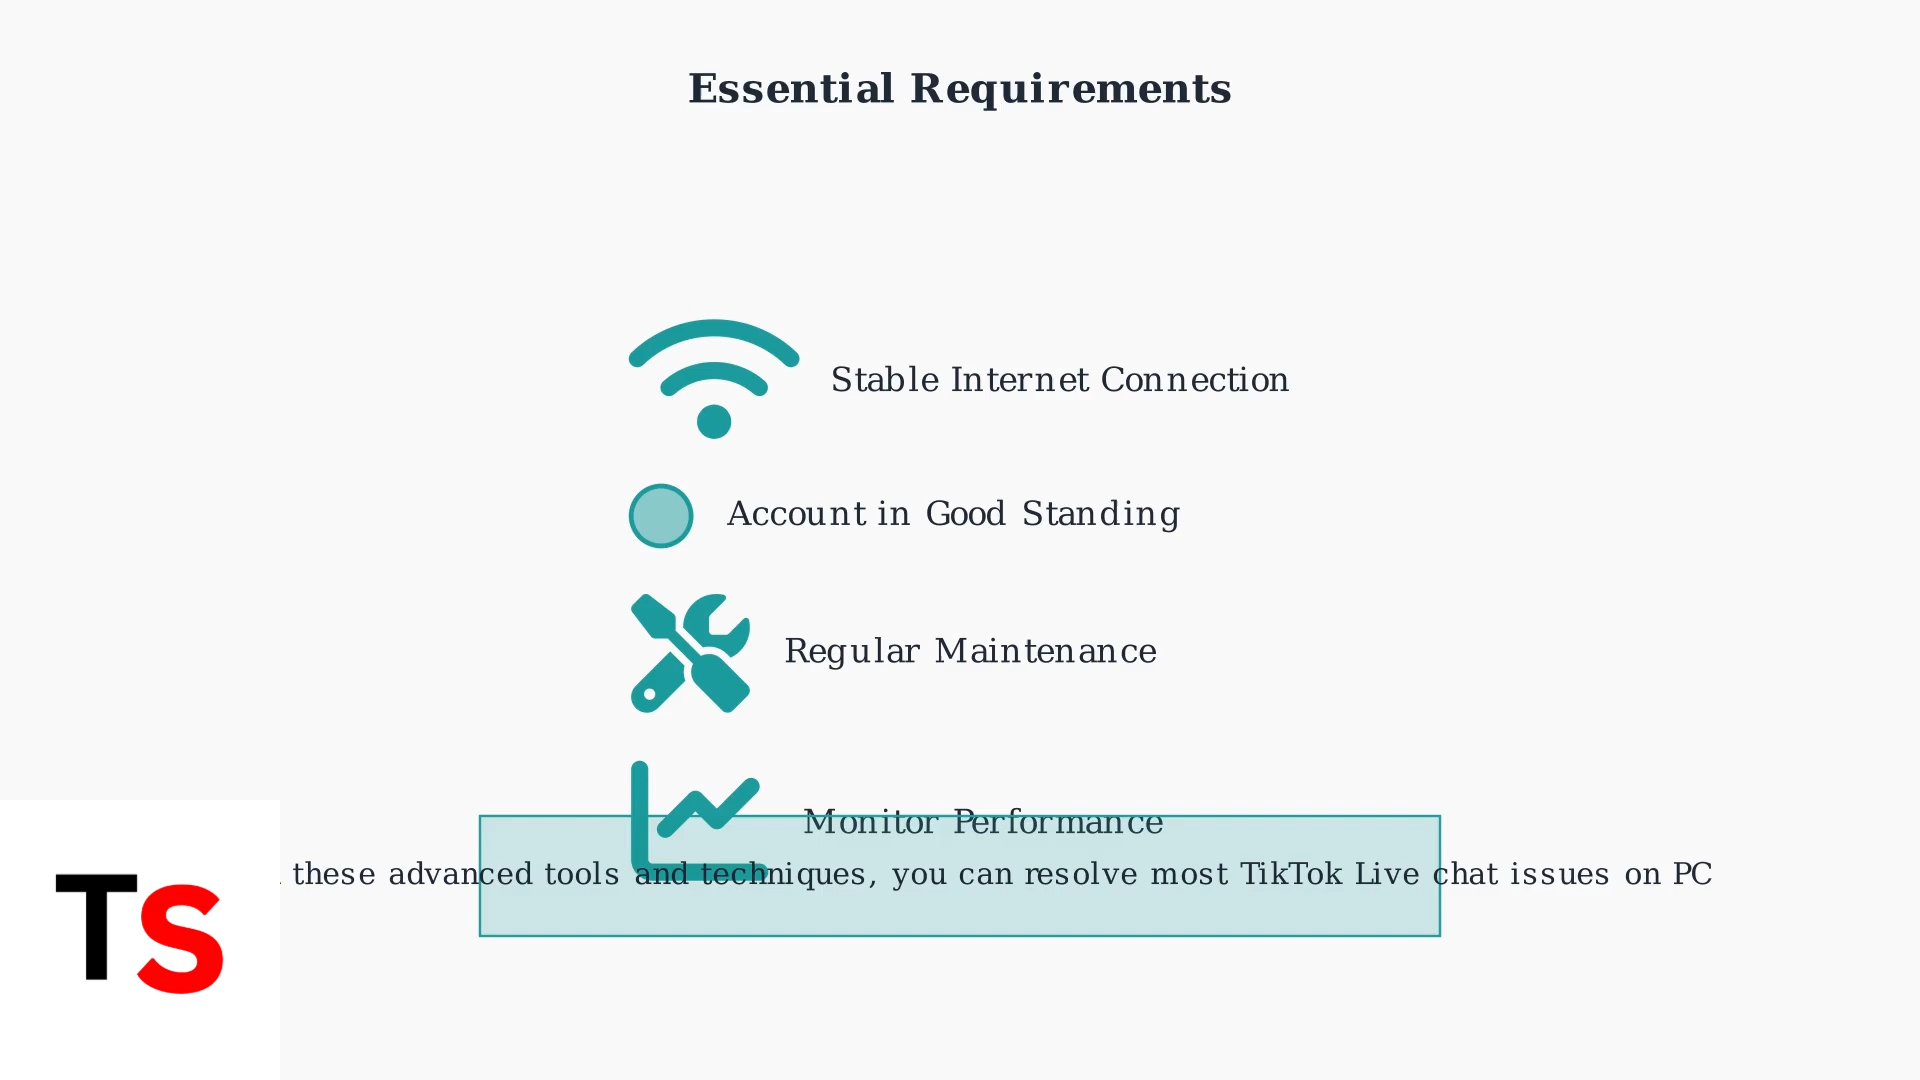 Essential Requirements
Stable Internet Connection
Account in Good Standing
Regular Maintenance
Monitor Performance
these advanced tools and techniques, you can resolve most TikTok Live chat issues on PC
TS